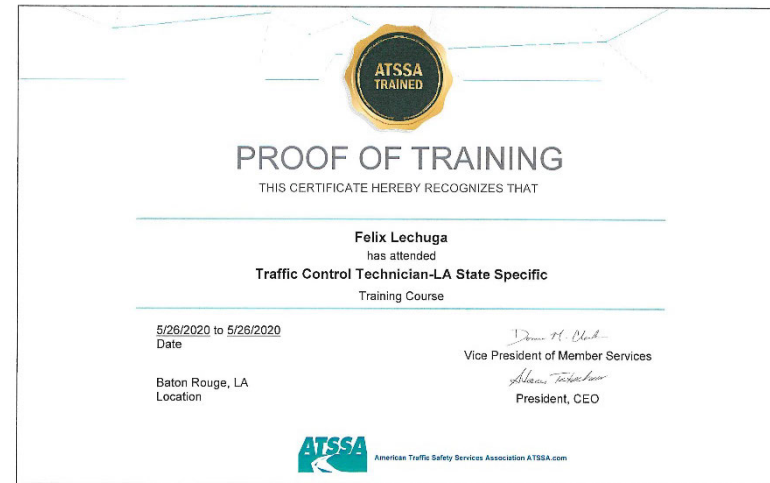 ATSSA
TRAINED
PROOF OF TRAINING
THIS CERTIFICATE HEREBY RECOGNIZES THAT
Felix Lechuga
has attended
Traffic Control Technician-LA State Specific
Training Course
5/26/2020 to 5/26/2020
Date
Donna M. Clark
Vice President of Member Services
Baton Rouge, LA
Location
President, CEO
ATSSA
American Traffic Safety Services Association ATSSA.com